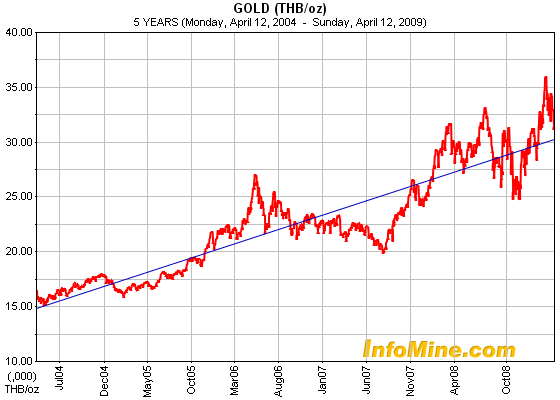 GOLD (THB/oz)
5 YEARS (Monday, April 12, 2004 - Sunday, April 12, 2009)
40.00
35.00
30.00
25.00
20.00
15.00
10.00
(,000)
THB/oz
Jul04
Dec04
May05
Oct05
Mar06
Aug06
Jan07
Jun07
Nov07
Apr08
Oct08
InfoMine.com